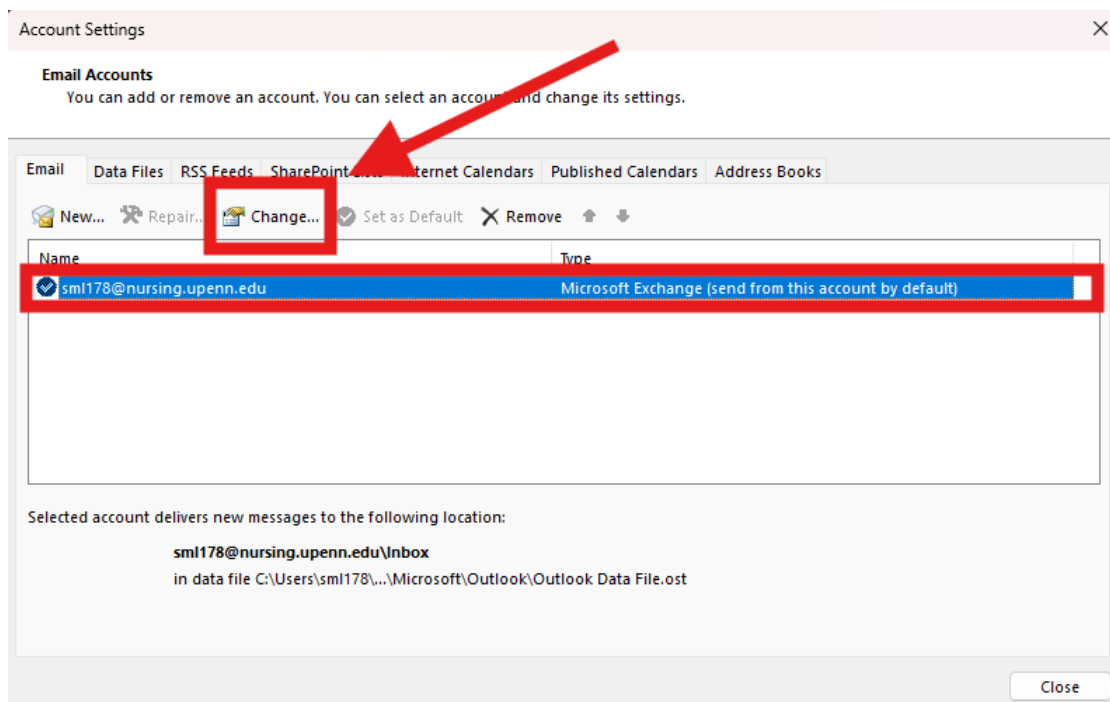 Account Settings
Email Accounts
You can add or remove an account. You can select an account and change its settings.
Email Data Files RSS Feeds SharePoint Lists Internet Calendars Published Calendars Address Books
New... Repair... Change... Set as Default Remove
Name Type
sml178@nursing.upenn.edu Microsoft Exchange (send from this account by default)
Selected account delivers new messages to the following location:
sml178@nursing.upenn.edu\Inbox
in data file C:\Users\sml178\...\Microsoft\Outlook\Outlook Data File.ost
Close